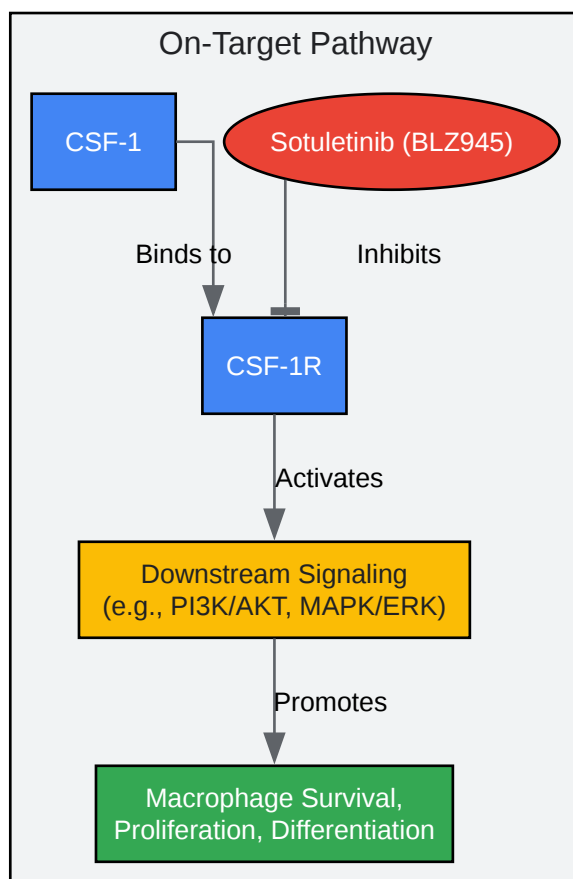 On-Target Pathway
CSF-1
Sotuletinib (BLZ945)
Binds to
Inhibits
CSF-1R
Activates
Downstream Signaling
(e.g., PI3K/AKT, MAPK/ERK)
Promotes
Macrophage Survival,
Proliferation, Differentiation